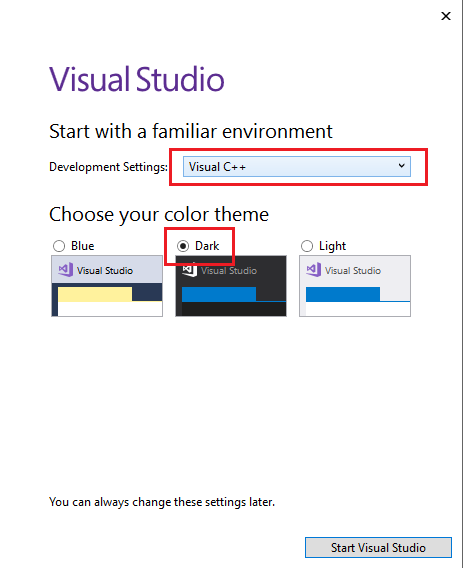 Visual Studio
Start with a familiar environment
Development Settings: Visual C++
Choose your color theme
Blue Dark Light
Visual Studio Visual Studio Visual Studio
You can always change these settings later.
Start Visual Studio